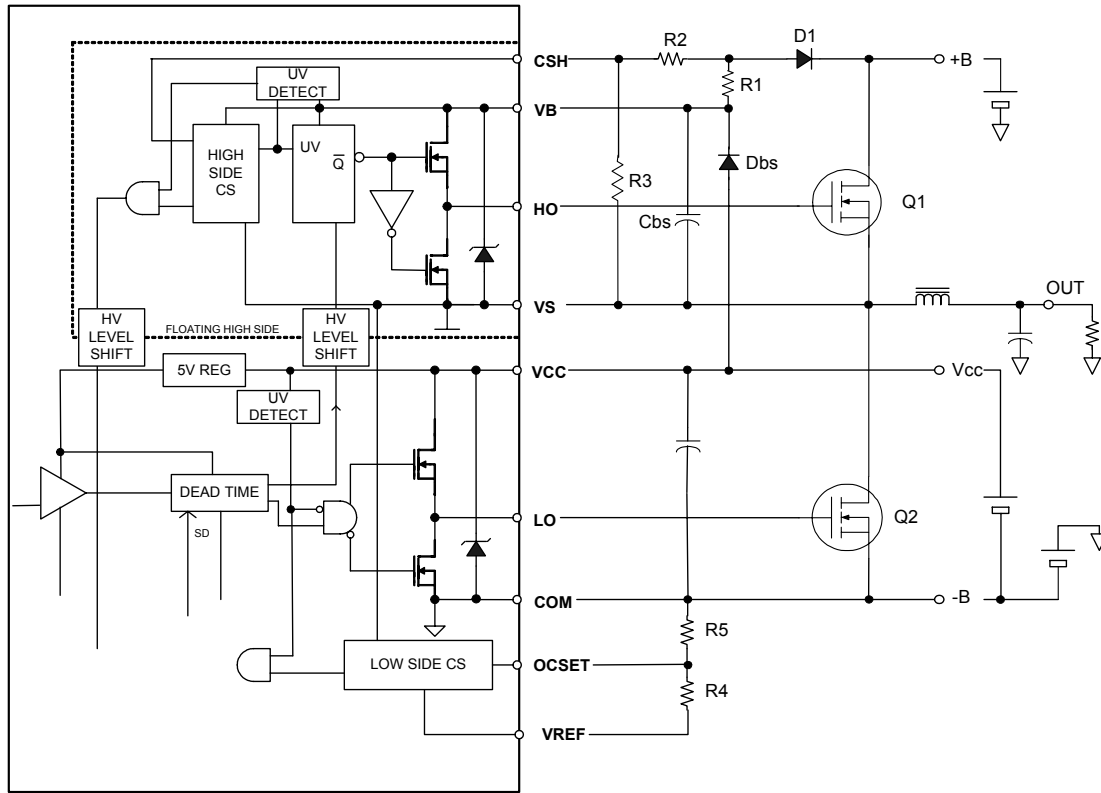 CSH
R2
D1
+B
UV
DETECT
R1
VB
HIGH
SIDE
CS
UV
Q
Dbs
R3
HO
Cbs
Q1
VS
OUT
HV
LEVEL
SHIFT
FLOATING HIGH SIDE
HV
LEVEL
SHIFT
5V REG
VCC
Vcc
UV
DETECT
DEAD TIME
SD
LO
Q2
COM
-B
R5
LOW SIDE CS
OCSET
R4
VREF